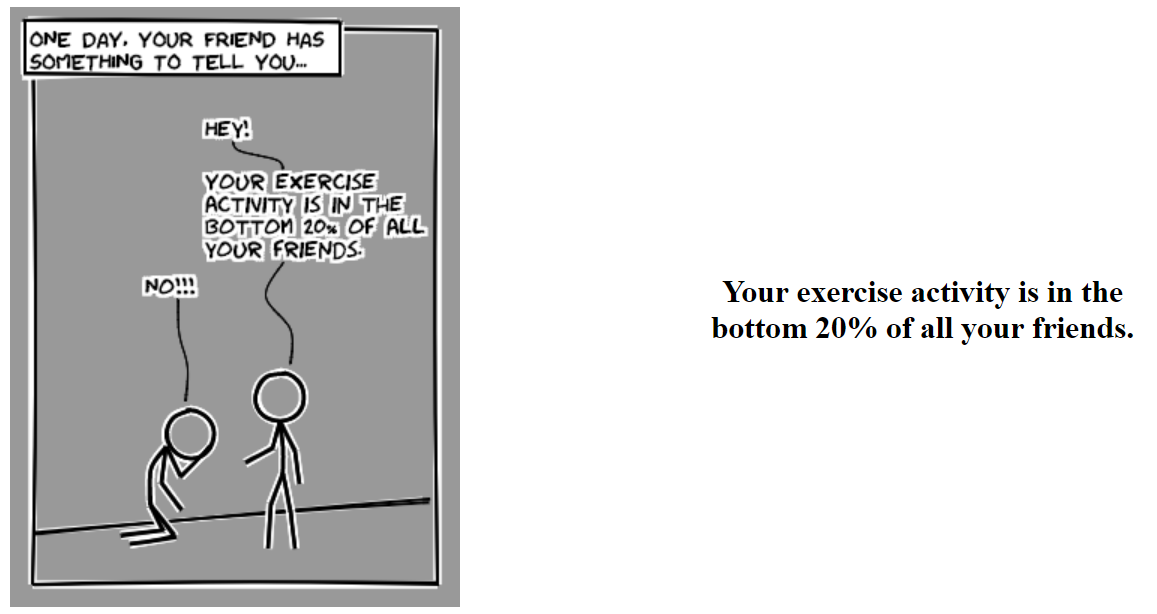 ONE DAY, YOUR FRIEND HAS
SOMETHING TO TELL YOU...
HEY!
YOUR EXERCISE
ACTIVITY IS IN THE
BOTTOM 20% OF ALL
YOUR FRIENDS.
NO!!!
Your exercise activity is in the
bottom 20% of all your friends.